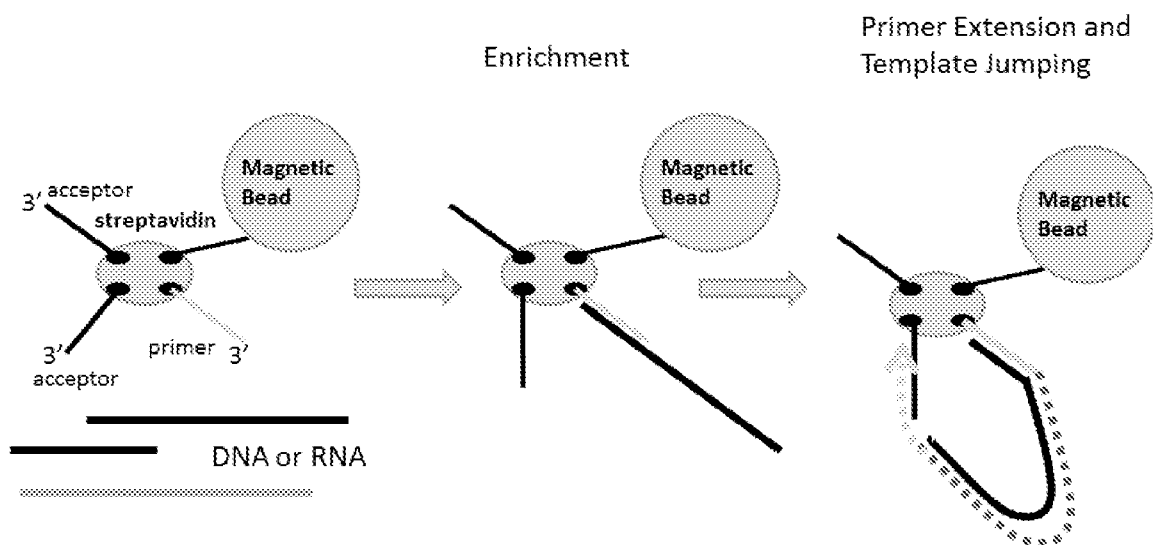 Enrichment
Primer Extension and
Template Jumping
Magnetic
Bead
3' acceptor
streptavidin
3'
acceptor
primer 3'
DNA or RNA
Magnetic
Bead
Magnetic
Bead